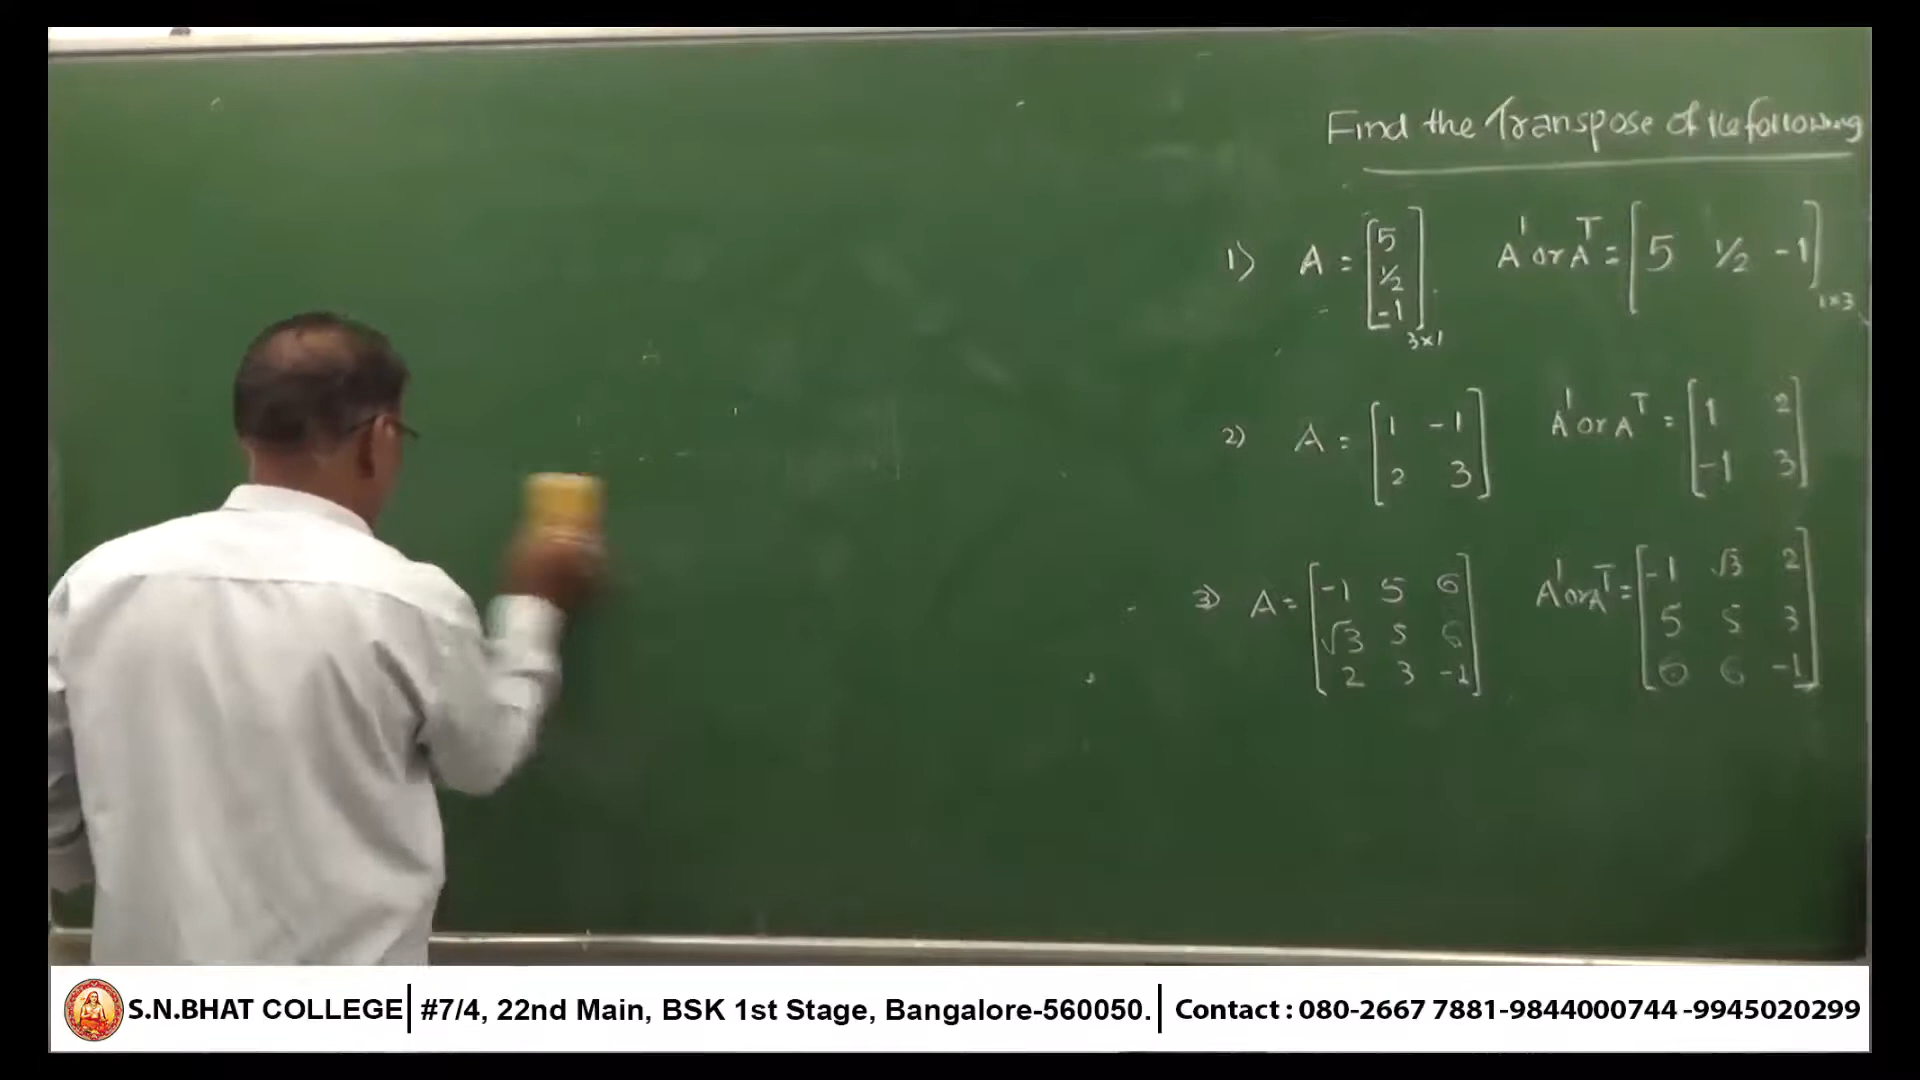 Find the Transpose of the following
1) A = [5 1/2 -1] 3×1 A' or A^T = [5 1/2 -1] 1×3
2) A = [1 -1
2 3] A' or A^T = [1 2
-1 3]
3) A = [-1 5 6
√3 5 6
2 3 -1] A' or A^T = [-1 √3 2
5 5 3
6 6 -1]
S.N.BHAT COLLEGE | #7/4, 22nd Main, BSK 1st Stage, Bangalore-560050. | Contact : 080-2667 7881-9844000744 -9945020299